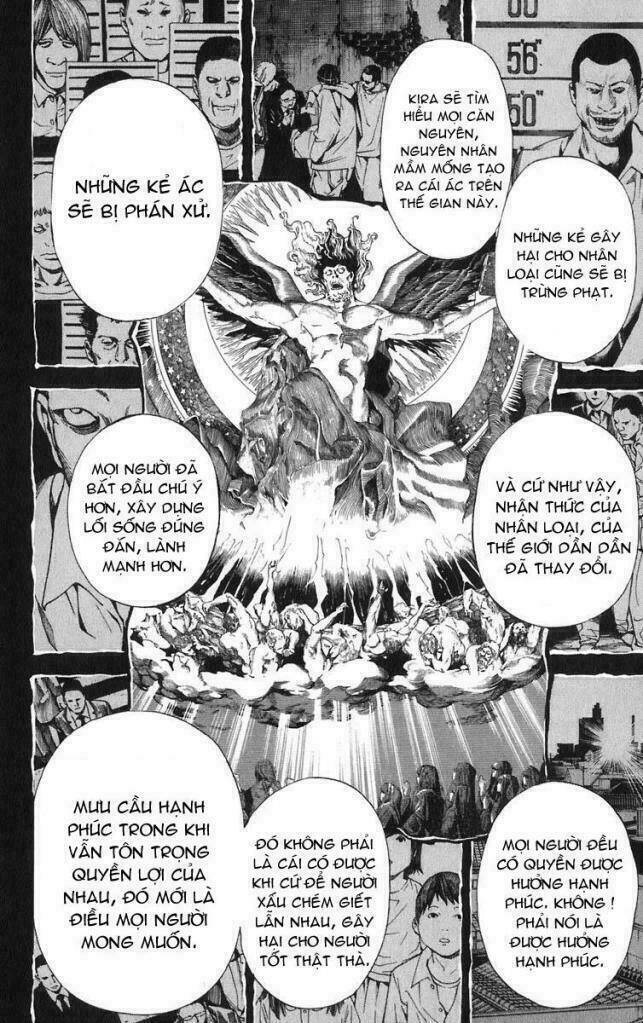 5'6"
5'0"
KIRA SẼ TÌM
HIỂU MỌI CĂN
NGUYÊN,
NGUYÊN NHÂN
MẦM MỐNG TẠO
RA CÁI ÁC TRÊN
THẾ GIAN NÀY.
NHỮNG KẺ GÂY
HẠI CHO NHÂN
LOẠI CŨNG SẼ BỊ
TRỪNG PHẠT.
NHỮNG KẺ ÁC
SẼ BỊ PHÁN XỬ.
VÀ CỨ NHƯ VẬY,
NHẬN THỨC CỦA
NHÂN LOẠI, CỦA
THẾ GIỚI DẦN DẦN
ĐÃ THAY ĐỔI.
MỌI NGƯỜI ĐÃ
BẮT ĐẦU CHÚ Ý
HƠN, XÂY DỤNG
LỐI SỐNG ĐÚNG
ĐẮN, LÀNH
MẠNH HƠN.
MỌI NGƯỜI ĐỀU
CÓ QUYỀN ĐƯỢC
HƯỞNG HẠNH
PHÚC. KHÔNG !
PHẢI NÓI LÀ
ĐƯỢC HƯỞNG
HẠNH PHÚC.
ĐÓ KHÔNG PHẢI
LÀ CÁI CÓ ĐƯỢC
KHI CỨ ĐỂ NGƯỜI
XẤU CHÉM GIẾT
LẪN NHAU, GÂY
HẠI CHO NGƯỜI
TỐT THẬT THÀ.
MƯU CẦU HẠNH
PHÚC TRONG KHI
VẪN TÔN TRỌNG
QUYỀN LỢI CỦA
NHAU, ĐÓ MỚI LÀ
ĐIỀU MỌI NGƯỜI
MONG MUỐN.